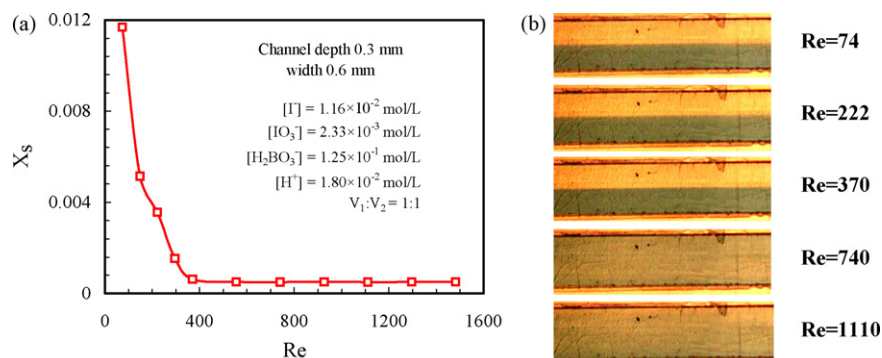 (a)
0.012
0.008
0.004
0
Xs
0
400
800
1200
1600
Re
Channel depth 0.3 mm
width 0.6 mm
[I⁻] = 1.16×10⁻² mol/L
[IO₃⁻] = 2.33×10⁻³ mol/L
[H₂BO₃⁻] = 1.25×10⁻¹ mol/L
[H⁺] = 1.80×10⁻² mol/L
V₁:V₂ = 1:1
(b)
Re=74
Re=222
Re=370
Re=740
Re=1110